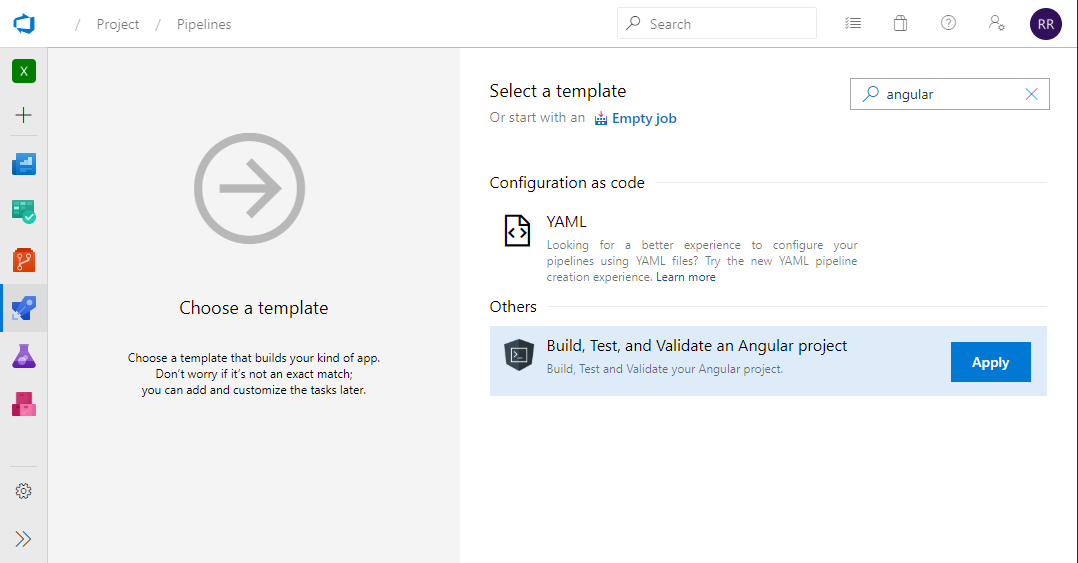 / Project / Pipelines
Search
RR
X
Select a template
angular
Or start with an Empty job
Configuration as code
YAML
Looking for a better experience to configure your
pipelines using YAML files? Try the new YAML pipeline
creation experience. Learn more
Choose a template
Choose a template that builds your kind of app.
Don't worry if it's not an exact match;
you can add and customize the tasks later.
Others
Build, Test, and Validate an Angular project
Build, Test and Validate your Angular project.
Apply